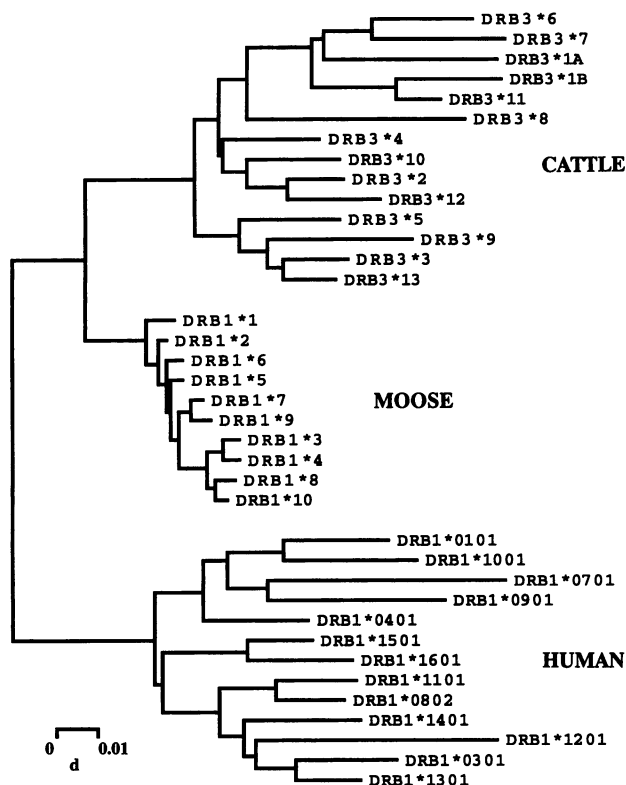 DRB3*6
DRB3*7
DRB3*1A
DRB3*1B
DRB3*11
DRB3*8
DRB3*4
DRB3*10
DRB3*2
DRB3*12
DRB3*5
DRB3*9
DRB3*3
DRB3*13
CATTLE
DRB1*1
DRB1*2
DRB1*6
DRB1*5
DRB1*7
DRB1*9
DRB1*3
DRB1*4
DRB1*8
DRB1*10
MOOSE
DRB1*0101
DRB1*1001
DRB1*0701
DRB1*0901
DRB1*0401
DRB1*1501
DRB1*1601
DRB1*1101
DRB1*0802
DRB1*1401
DRB1*1201
DRB1*0301
DRB1*1301
HUMAN
0 0.01
d